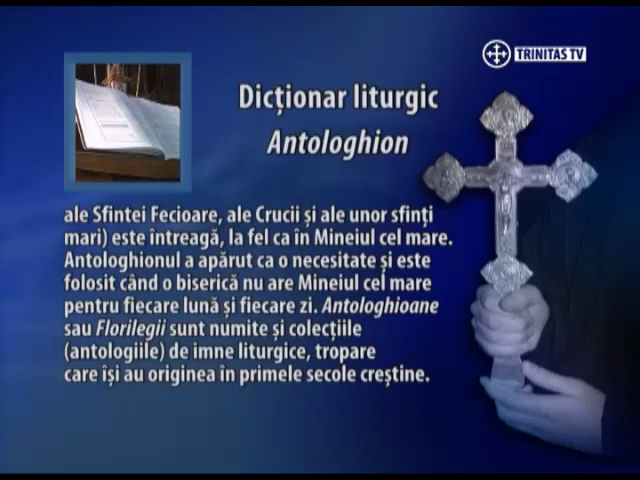 TRINITAS TV
Dicționar liturgic
Antologhion
ale Sfintei Fecioare, ale Crucii și ale unor sfinți
mari) este întreagă, la fel ca în Mineiul cel mare.
Antologhionul a apărut ca o necesitate și este
folosit când o biserică nu are Mineiul cel mare
pentru fiecare lună și fiecare zi. Antologhioane
sau Florilegii sunt numite și colecțiile
(antologiile) de imne liturgice, tropare
care își au originea în primele secole creștine.